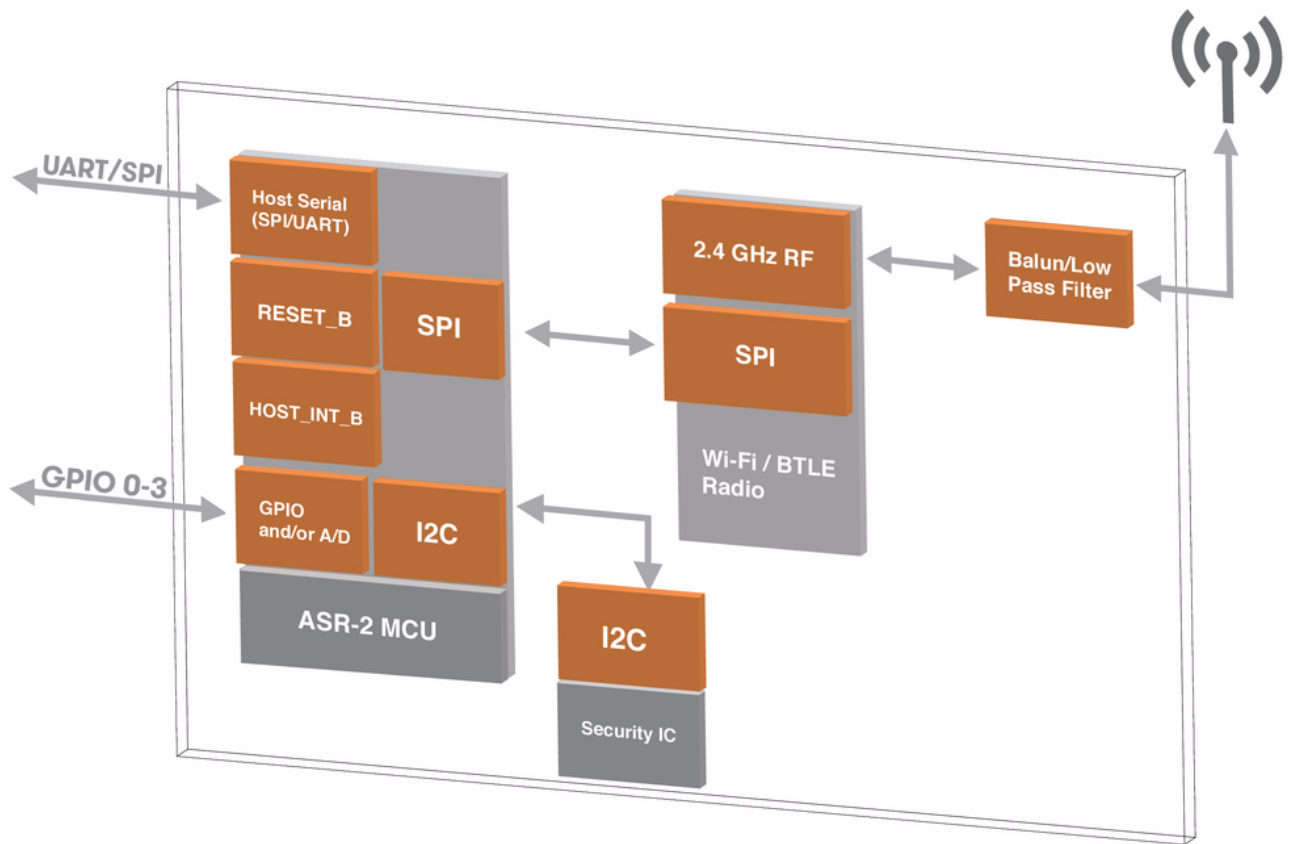 UART/SPI
Host Serial
(SPI/UART)
RESET_B
SPI
HOST_INT_B
GPIO 0-3
GPIO
and/or A/D
I2C
ASR-2 MCU
2.4 GHz RF
SPI
Wi-Fi / BTLE
Radio
Balun/Low
Pass Filter
I2C
Security IC